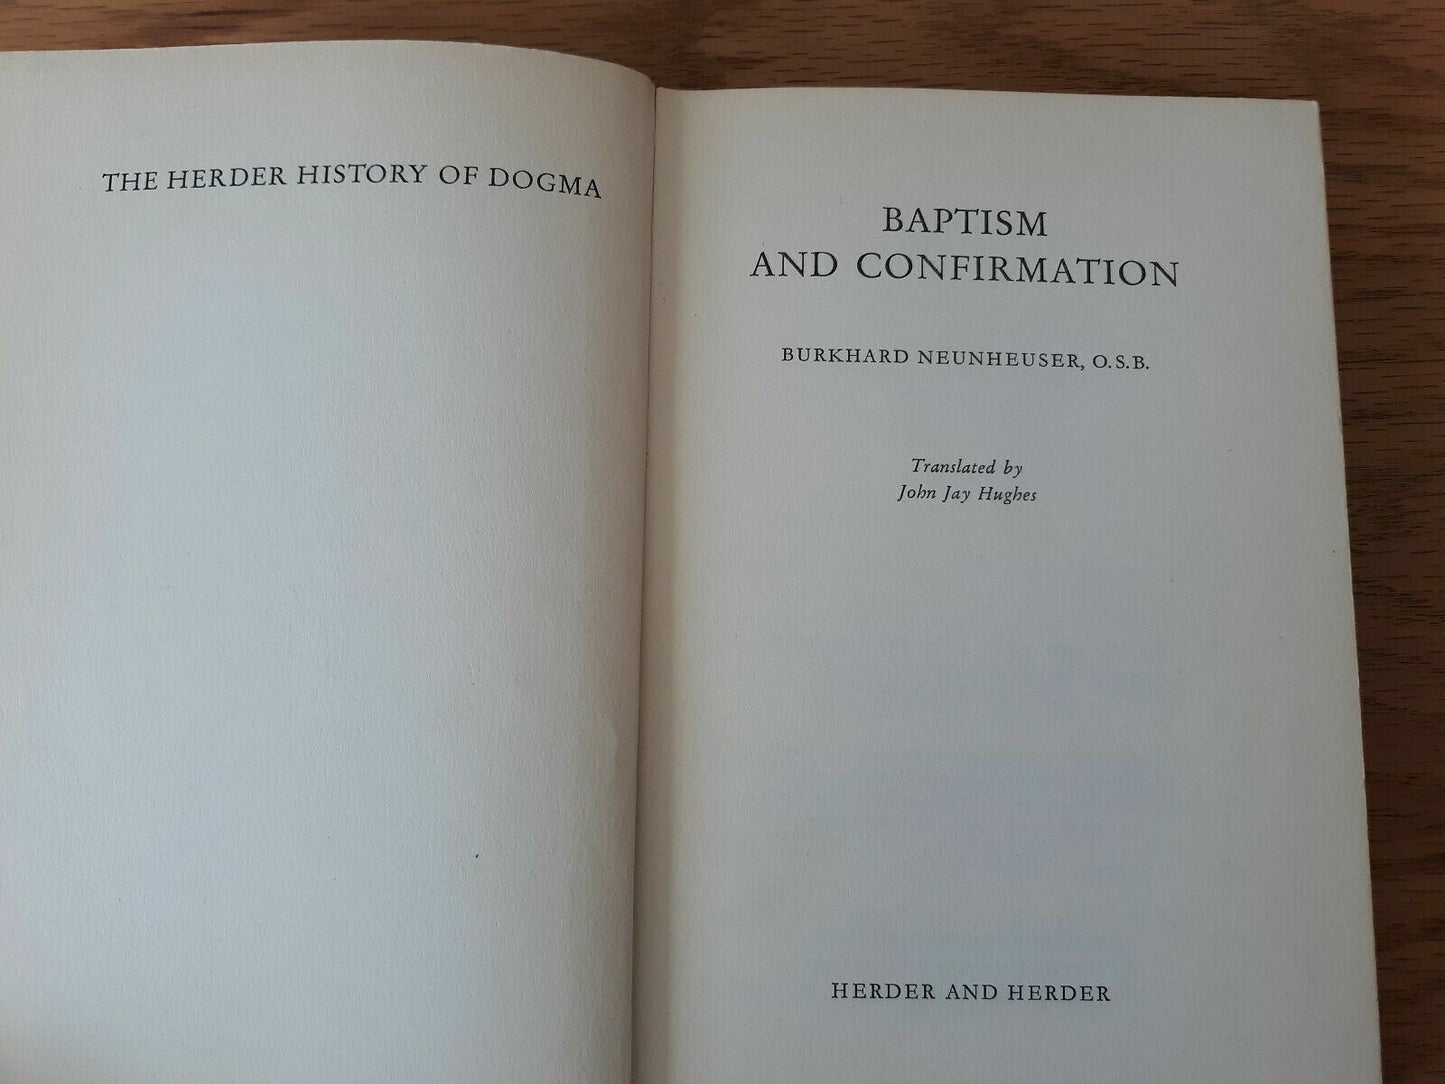 THE HERDER HISTORY OF DOGMA
BAPTISM
AND CONFIRMATION
BURKHARD NEUNHEUSER, O.S.B.
Translated by
John Jay Hughes
HERDER AND HERDER